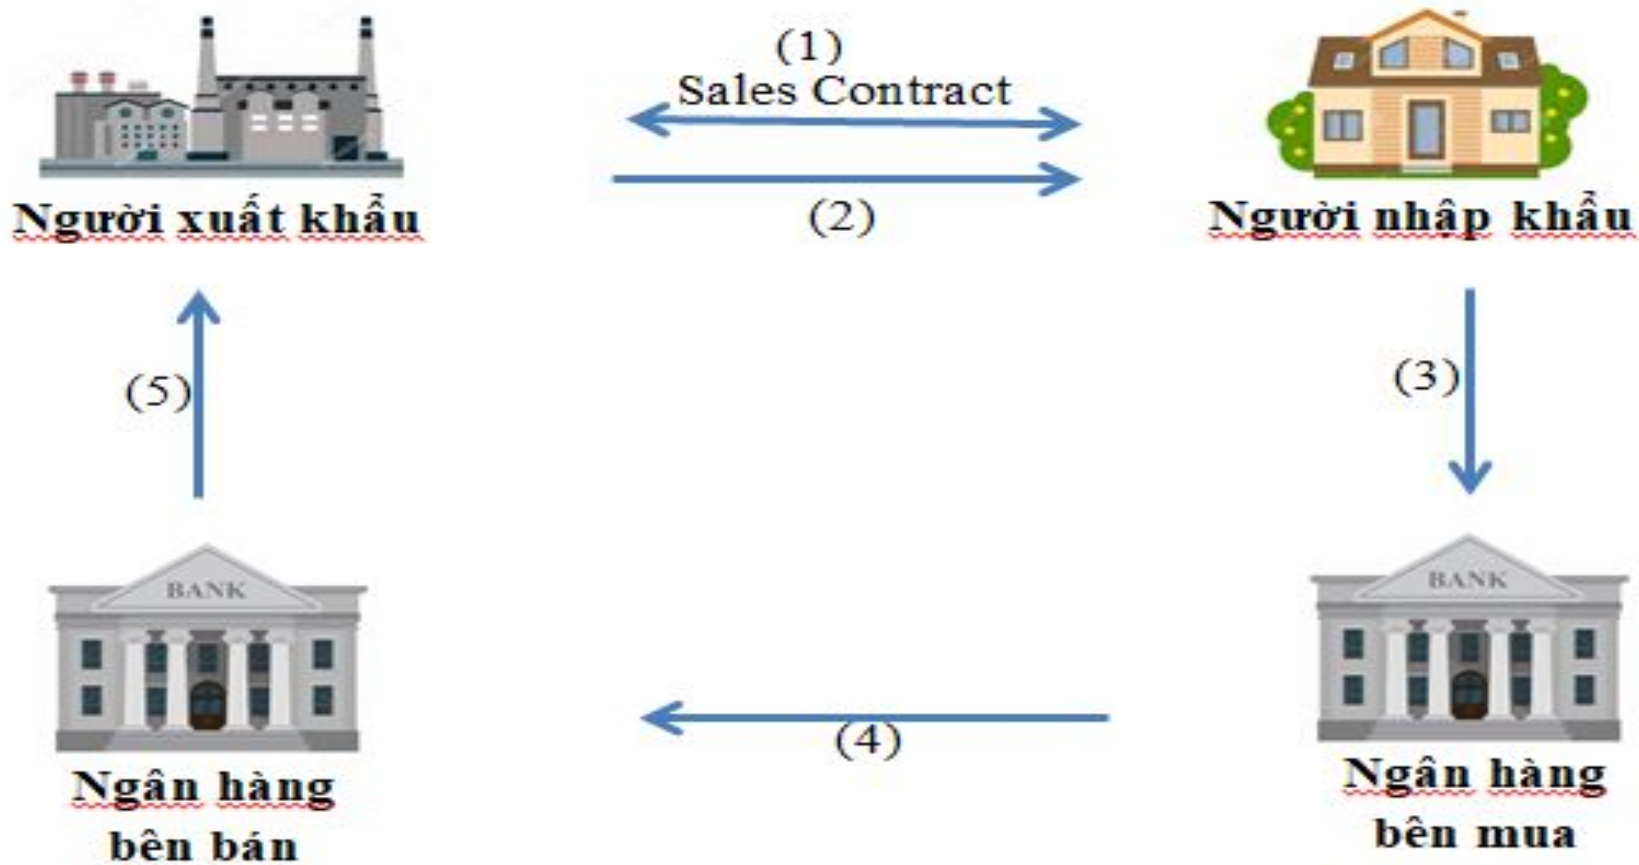 (1)
Sales Contract
(2)
Người xuất khẩu
Người nhập khẩu
(5)
(3)
BANK
BANK
(4)
Ngân hàng
bên bán
Ngân hàng
bên mua